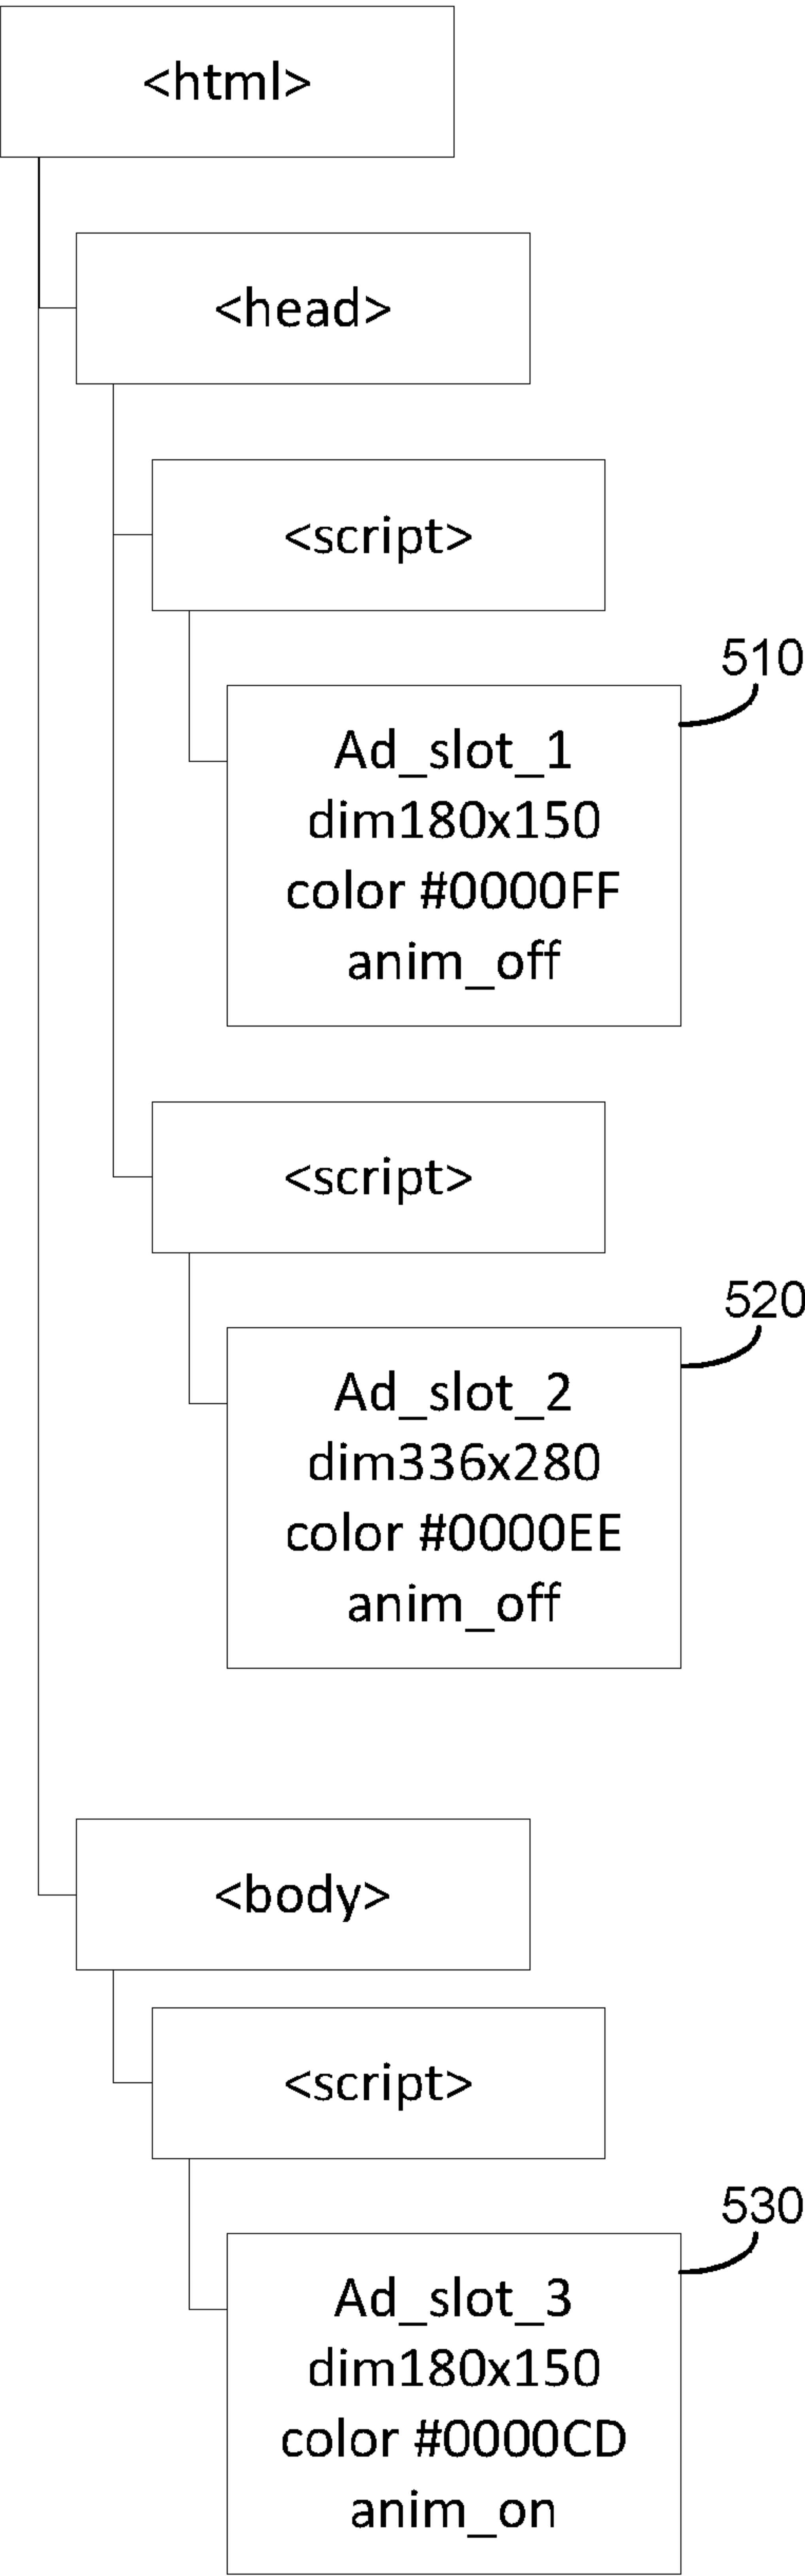 <html>
<head>
<script>
510
Ad_slot_1
dim180x150
color #0000FF
anim_off
<script>
520
Ad_slot_2
dim336x280
color #0000EE
anim_off
<body>
<script>
530
Ad_slot_3
dim180x150
color #0000CD
anim_on